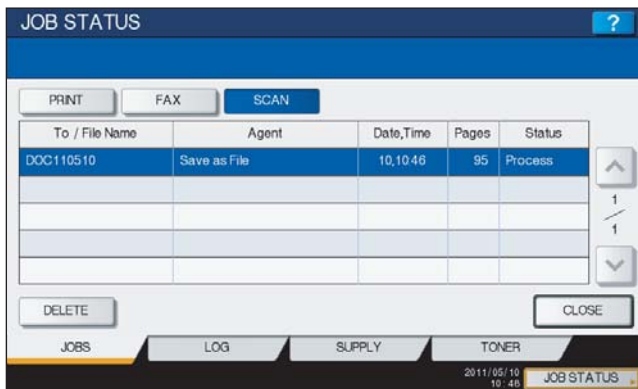 JOB STATUS
?
PRINT FAX SCAN
To / File Name Agent Date,Time Pages Status
DOC110510 Save as File 10,10:46 95 Process
1
1
DELETE CLOSE
JOBS LOG SUPPLY TONER
2011/05/10
10:46 JOB STATUS